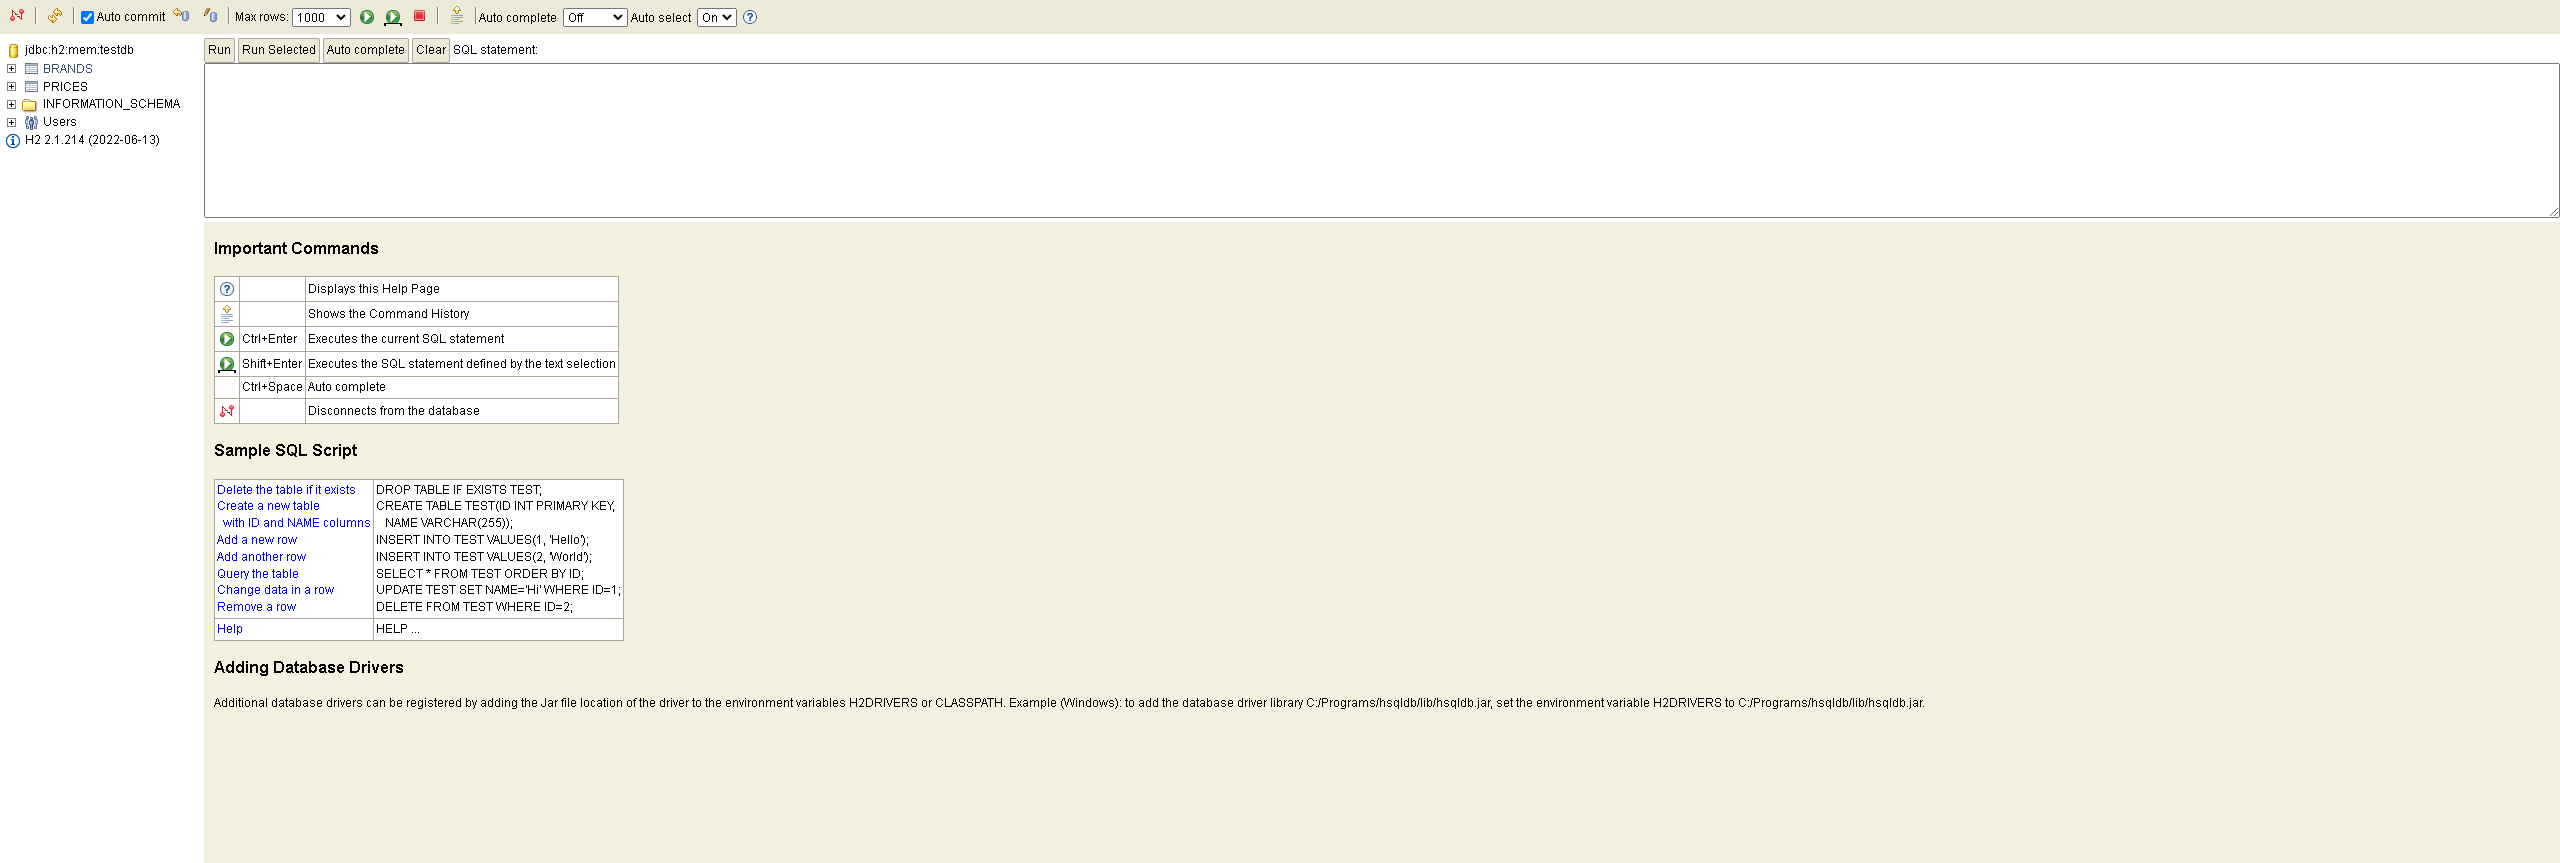 Auto commit Max rows: 1000 Auto complete Off Auto select On
jdbc:h2:mem:testdb
BRANDS
PRICES
INFORMATION_SCHEMA
Users
H2 2.1.214 (2022-06-13)
Run Run Selected Auto complete Clear SQL statement:
Important Commands
Displays this Help Page
Shows the Command History
Ctrl+Enter Executes the current SQL statement
Shift+Enter Executes the SQL statement defined by the text selection
Ctrl+Space Auto complete
Disconnects from the database
Sample SQL Script
Delete the table if it exists DROP TABLE IF EXISTS TEST;
Create a new table CREATE TABLE TEST(ID INT PRIMARY KEY,
with ID and NAME columns NAME VARCHAR(255));
Add a new row INSERT INTO TEST VALUES(1, 'Hello');
Add another row INSERT INTO TEST VALUES(2, 'World');
Query the table SELECT * FROM TEST ORDER BY ID;
Change data in a row UPDATE TEST SET NAME='Hi' WHERE ID=1;
Remove a row DELETE FROM TEST WHERE ID=2;
Help HELP ...
Adding Database Drivers
Additional database drivers can be registered by adding the Jar file location of the driver to the environment variables H2DRIVERS or CLASSPATH. Example (Windows): to add the database driver library C:/Programs/hsqldb/lib/hsqldb.jar, set the environment variable H2DRIVERS to C:/Programs/hsqldb/lib/hsqldb.jar.